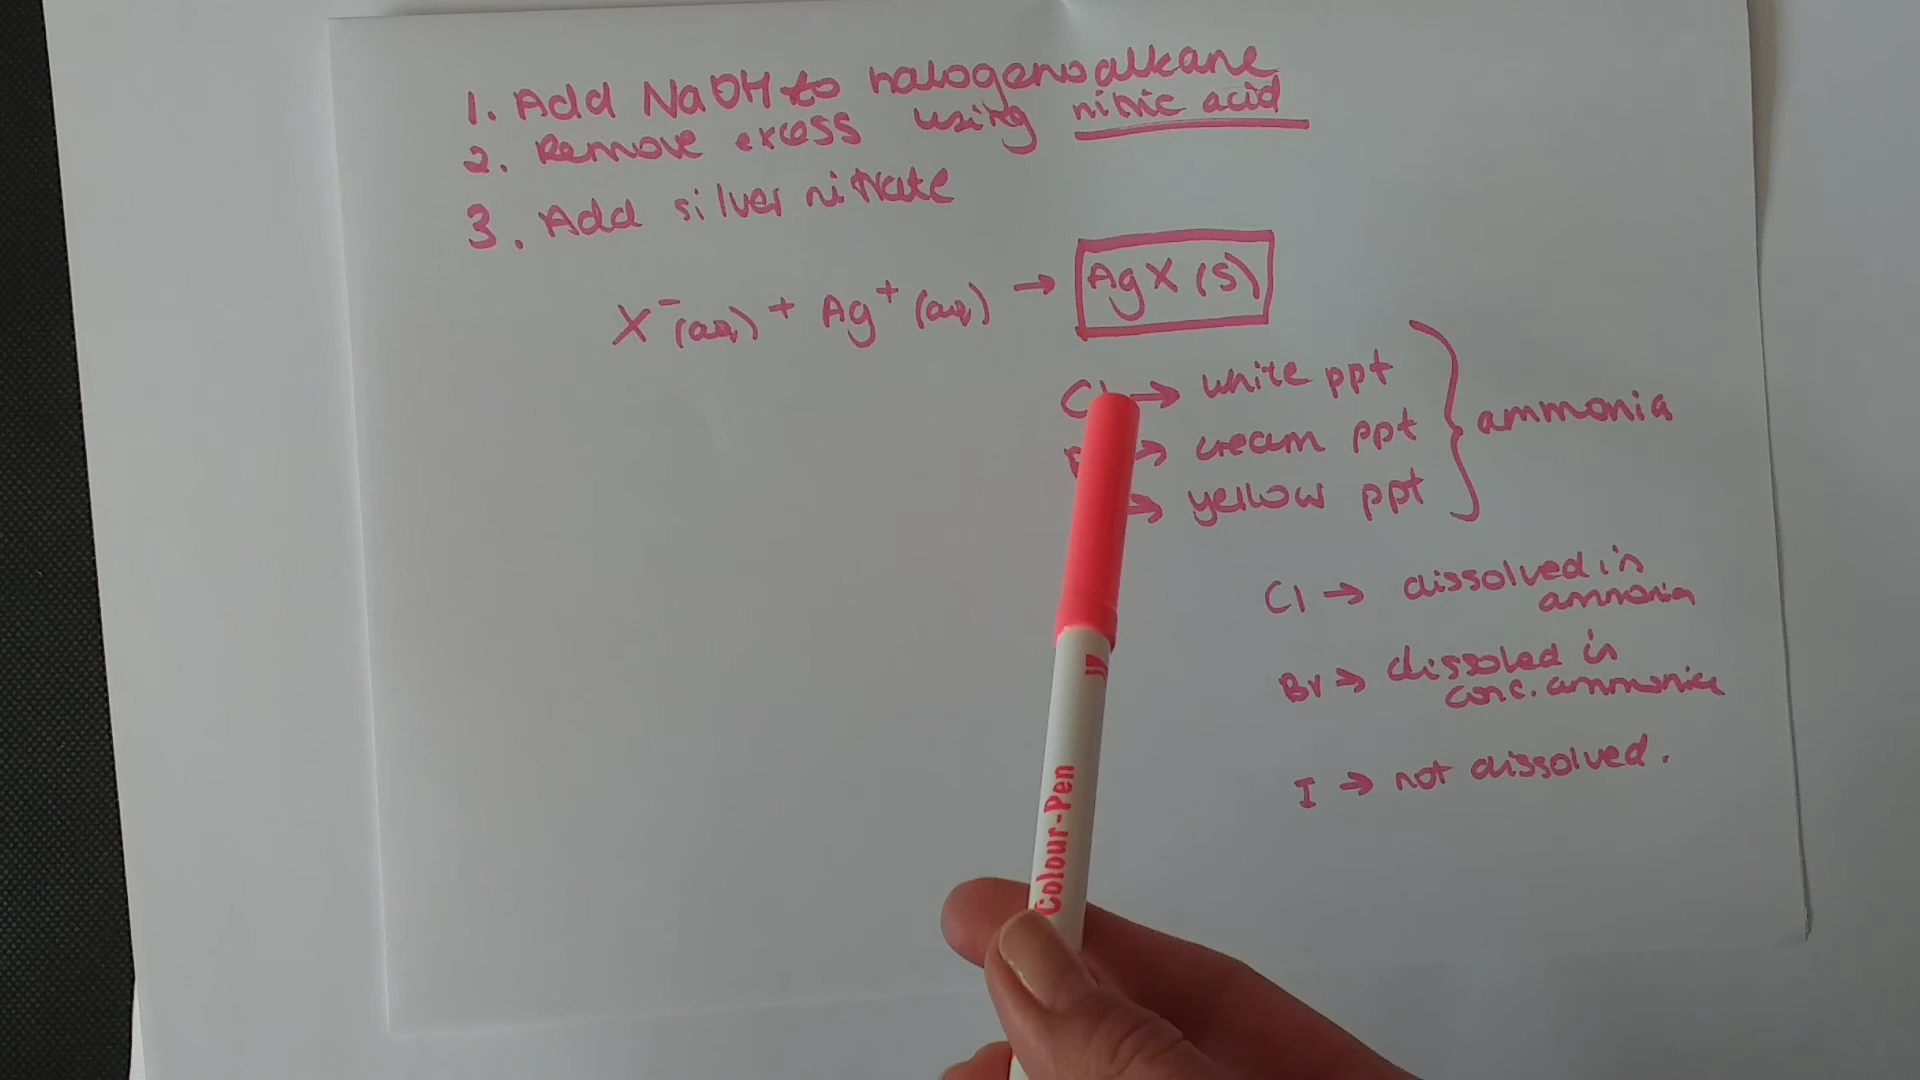 1. Add NaOH to halogenoalkane
2. Remove excess using nitric acid
3. Add silver nitrate
X⁻(aq) + Ag⁺(aq) → AgX(s)
→ white ppt
→ cream ppt
→ yellow ppt
ammonia
Cl → dissolved in
ammonia
Br → dissolved in
conc. ammonia
I → not dissolved.
Colour-Pen